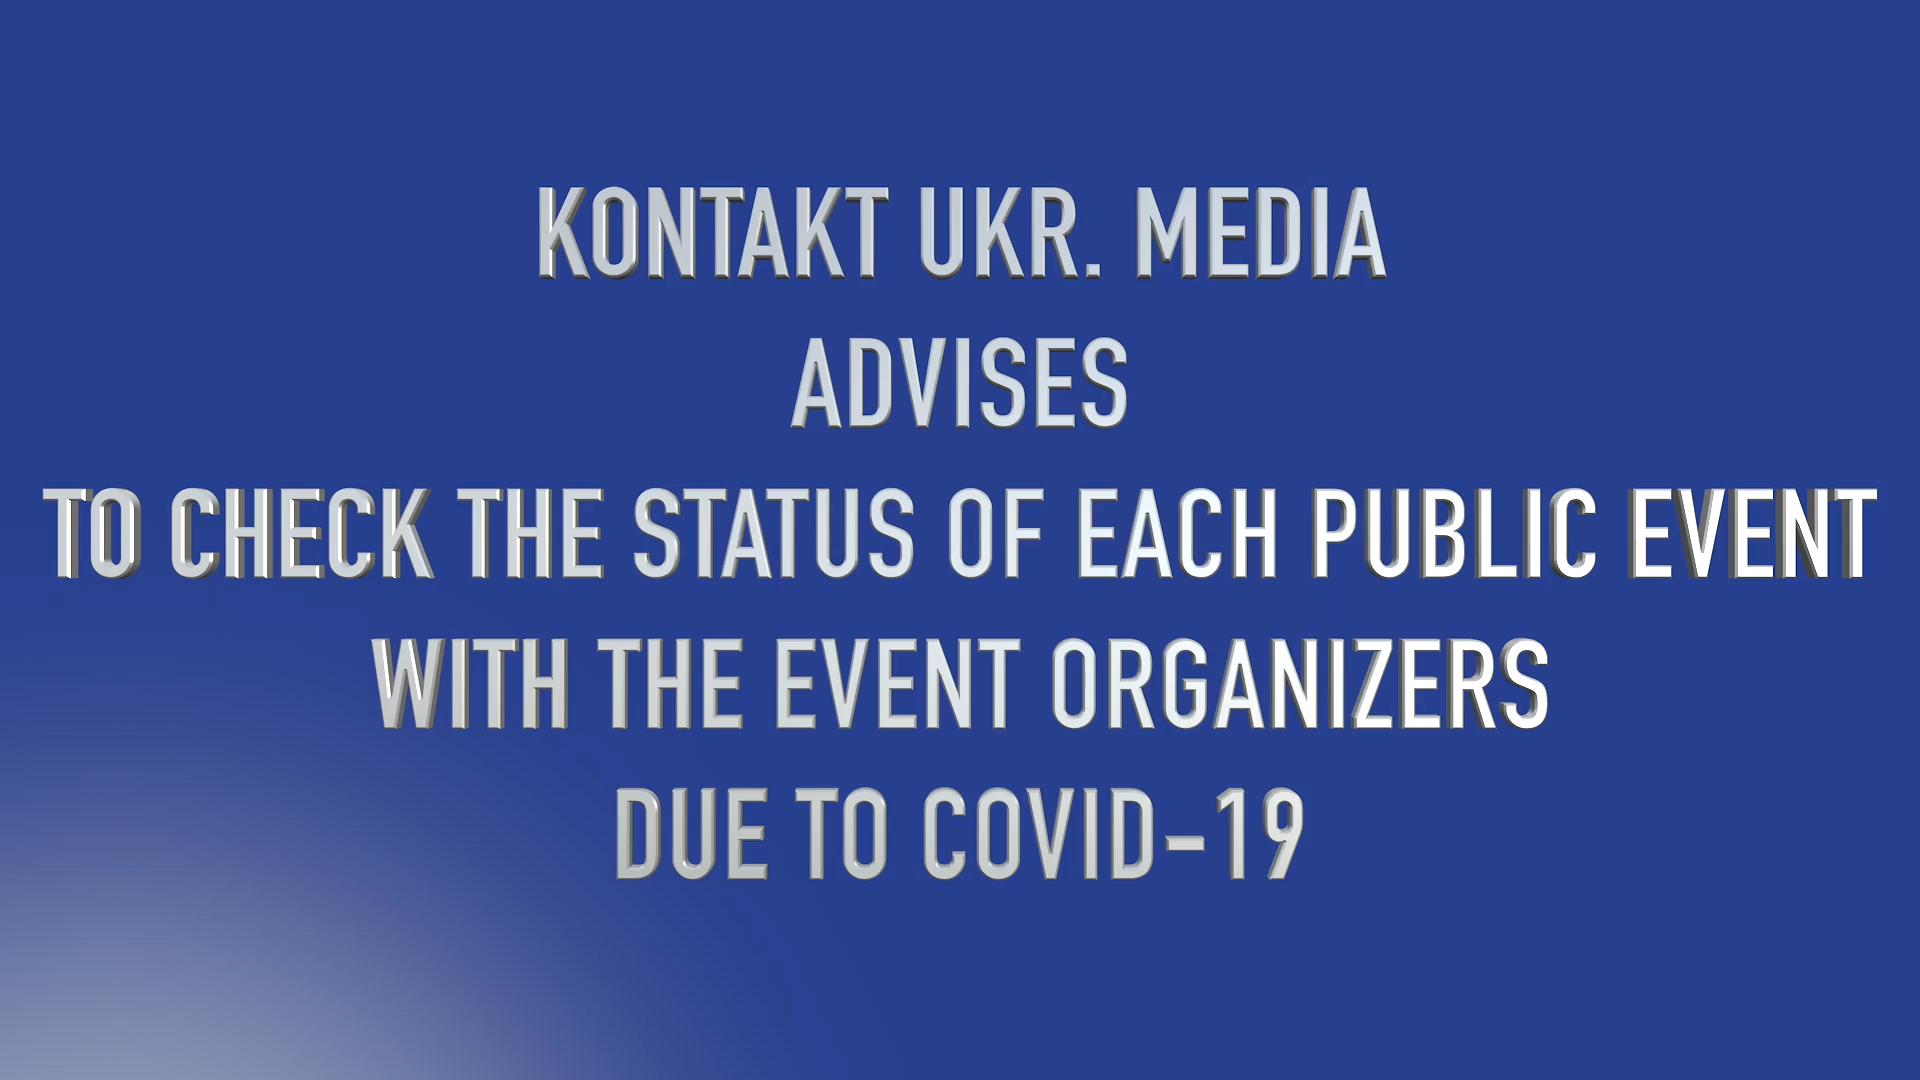 KONTAKT UKR. MEDIA
ADVISES
TO CHECK THE STATUS OF EACH PUBLIC EVENT
WITH THE EVENT ORGANIZERS
DUE TO COVID-19